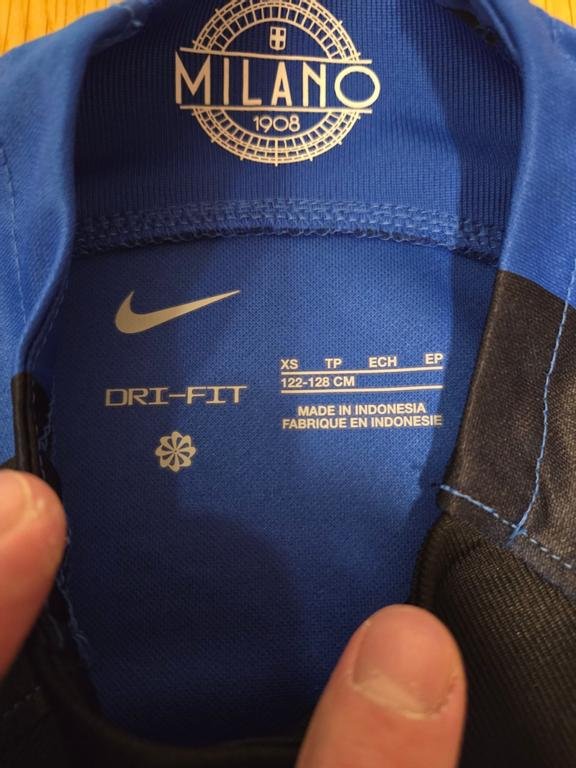 MILANO
1908
DRI-FIT
XS TP ECH EP
122-128 CM
MADE IN INDONESIA
FABRIQUE EN INDONESIE